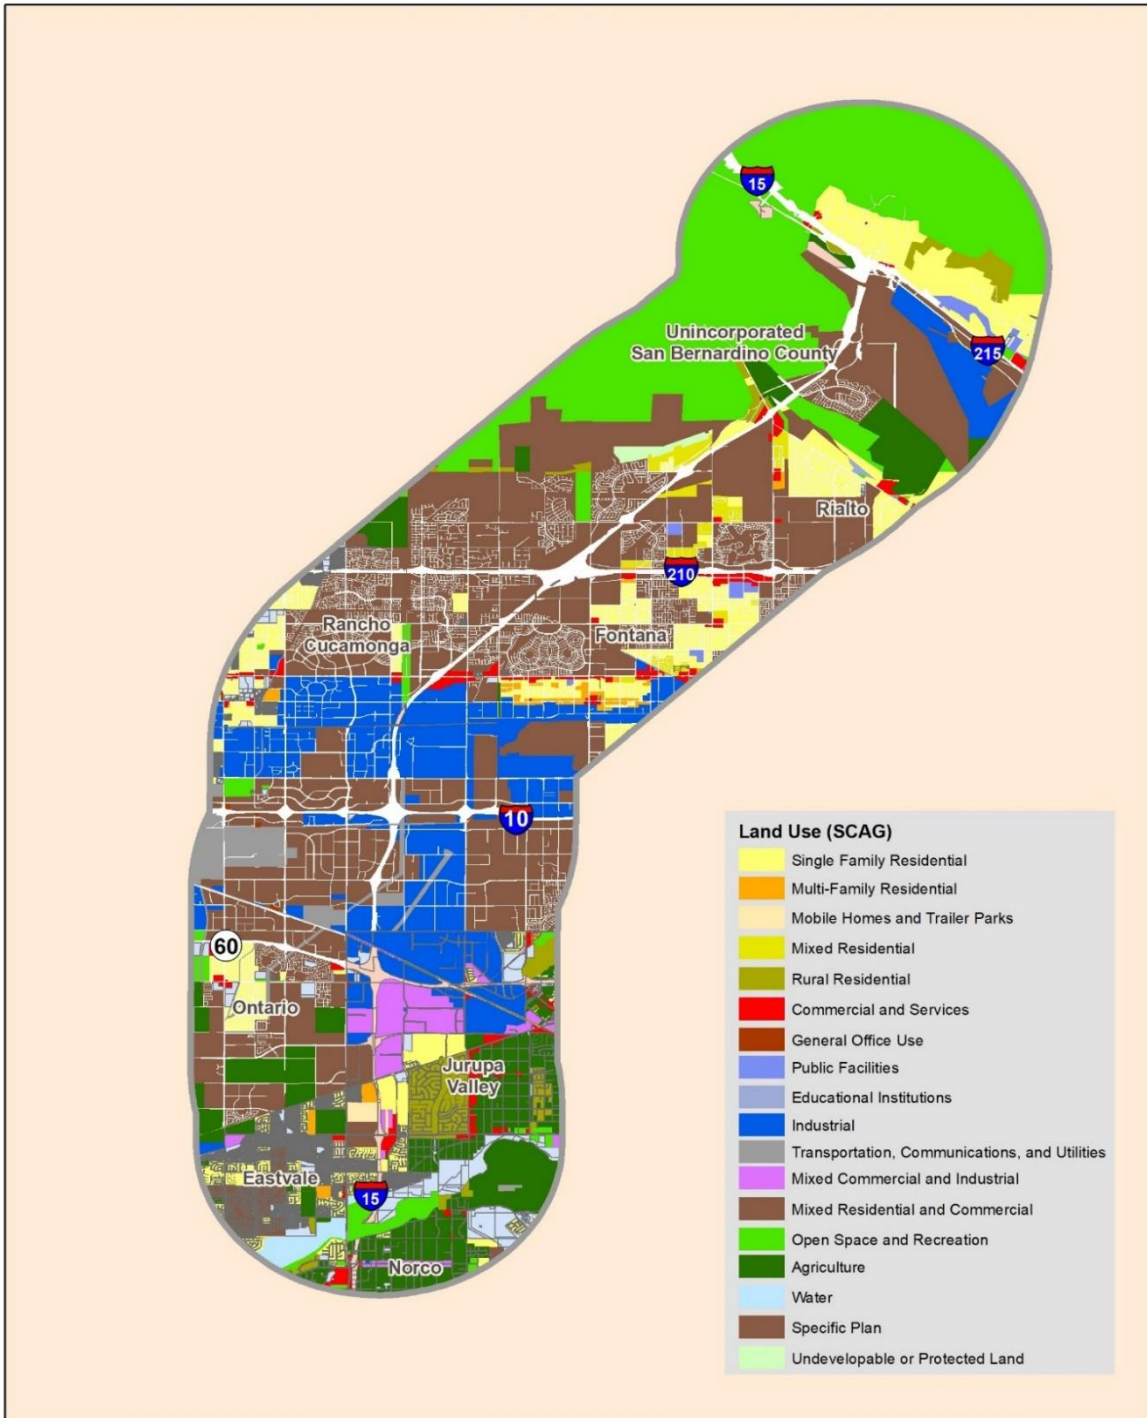 15
Unincorporated
San Bernardino County
215
Rialto
210
Rancho
Cucamonga
Fontana
10
60
Ontario
Jurupa
Valley
Eastvale
15
Norco
Land Use (SCAG)
Single Family Residential
Multi-Family Residential
Mobile Homes and Trailer Parks
Mixed Residential
Rural Residential
Commercial and Services
General Office Use
Public Facilities
Educational Institutions
Industrial
Transportation, Communications, and Utilities
Mixed Commercial and Industrial
Mixed Residential and Commercial
Open Space and Recreation
Agriculture
Water
Specific Plan
Undevelopable or Protected Land